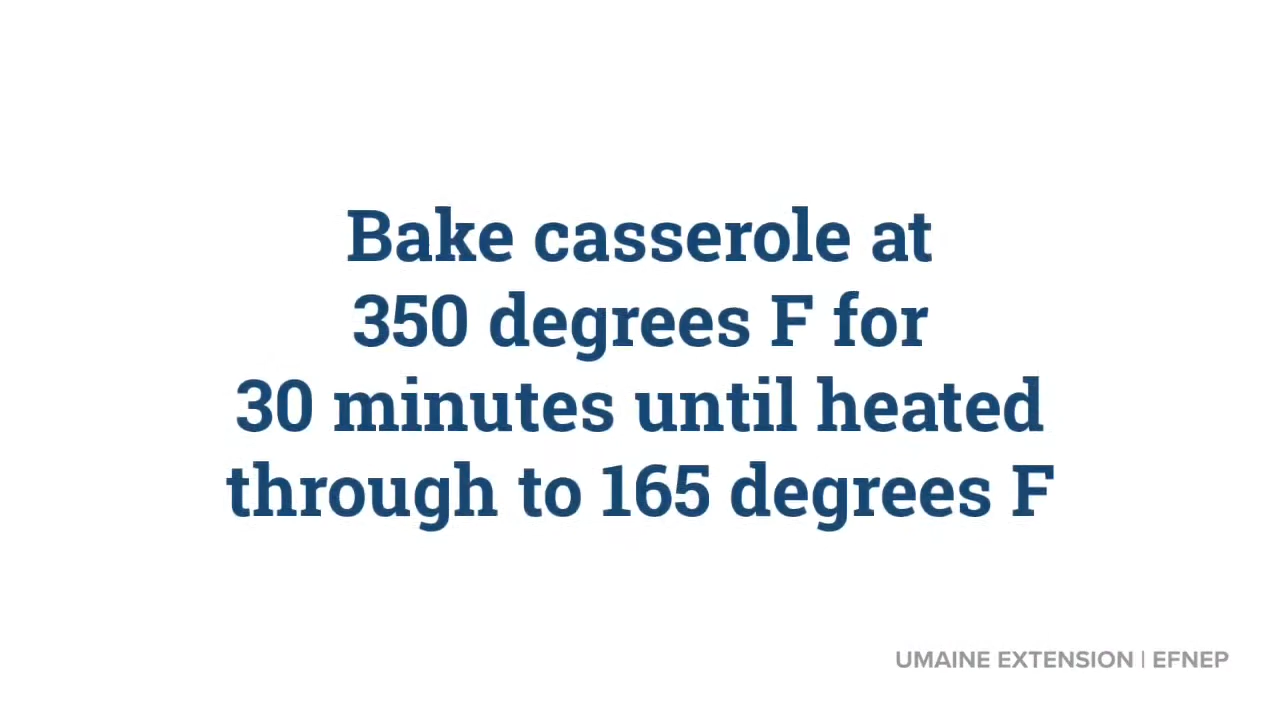 Bake casserole at
350 degrees F for
30 minutes until heated
through to 165 degrees F
UMAINE EXTENSION | EFNEP